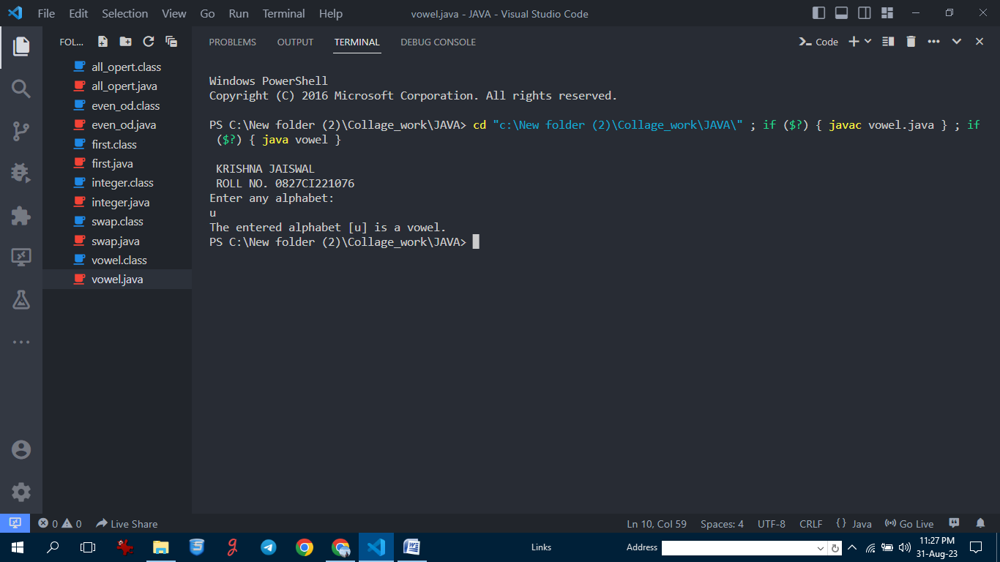 File Edit Selection View Go Run Terminal Help
vowel.java - JAVA - Visual Studio Code
FOL...
all_opert.class
all_opert.java
even_od.class
even_od.java
first.class
first.java
integer.class
integer.java
swap.class
swap.java
vowel.class
vowel.java
PROBLEMS OUTPUT TERMINAL DEBUG CONSOLE
Code
Windows PowerShell
Copyright (C) 2016 Microsoft Corporation. All rights reserved.
PS C:\New folder (2)\Collage_work\JAVA> cd "c:\New folder (2)\Collage_work\JAVA\" ; if ($?) { javac vowel.java } ; if
($?) { java vowel }
KRISHNA JAISWAL
ROLL NO. 0827CI221076
Enter any alphabet:
u
The entered alphabet [u] is a vowel.
PS C:\New folder (2)\Collage_work\JAVA>
0 0 Live Share
Ln 10, Col 59 Spaces: 4 UTF-8 CRLF { } Java Go Live
Links
Address
11:27 PM
31-Aug-23